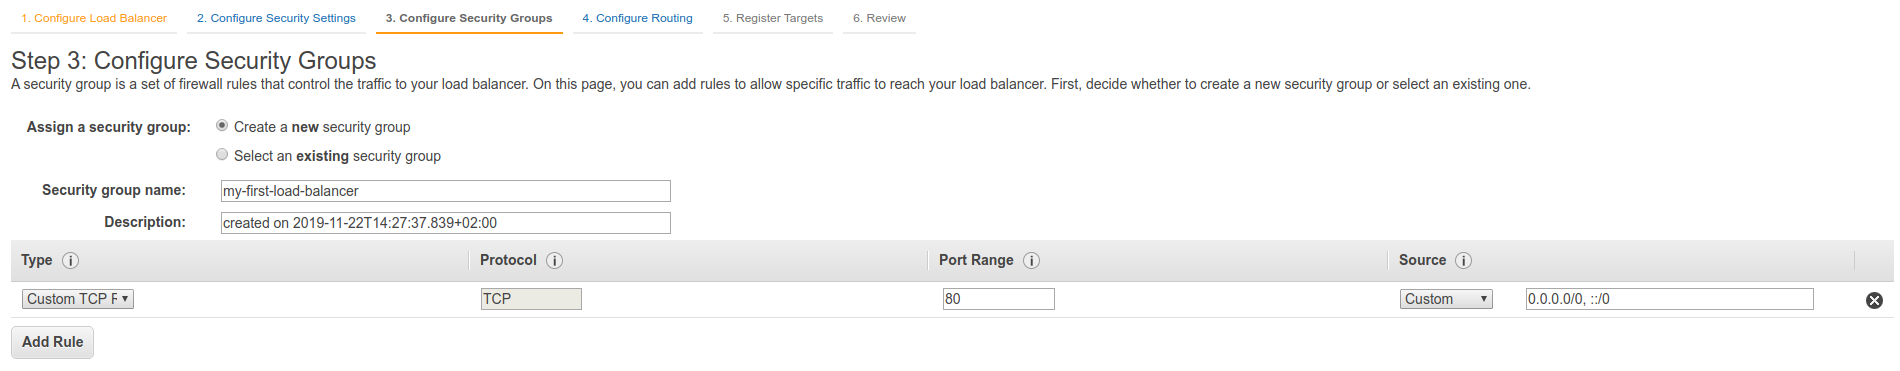 1. Configure Load Balancer 2. Configure Security Settings 3. Configure Security Groups 4. Configure Routing 5. Register Targets 6. Review
Step 3: Configure Security Groups
A security group is a set of firewall rules that control the traffic to your load balancer. On this page, you can add rules to allow specific traffic to reach your load balancer. First, decide whether to create a new security group or select an existing one.
Assign a security group: Create a new security group
Select an existing security group
Security group name: my-first-load-balancer
Description: created on 2019-11-22T14:27:37.839+02:00
Type i Protocol i Port Range i Source i
Custom TCP F TCP 80 Custom 0.0.0.0/0, ::/0
Add Rule